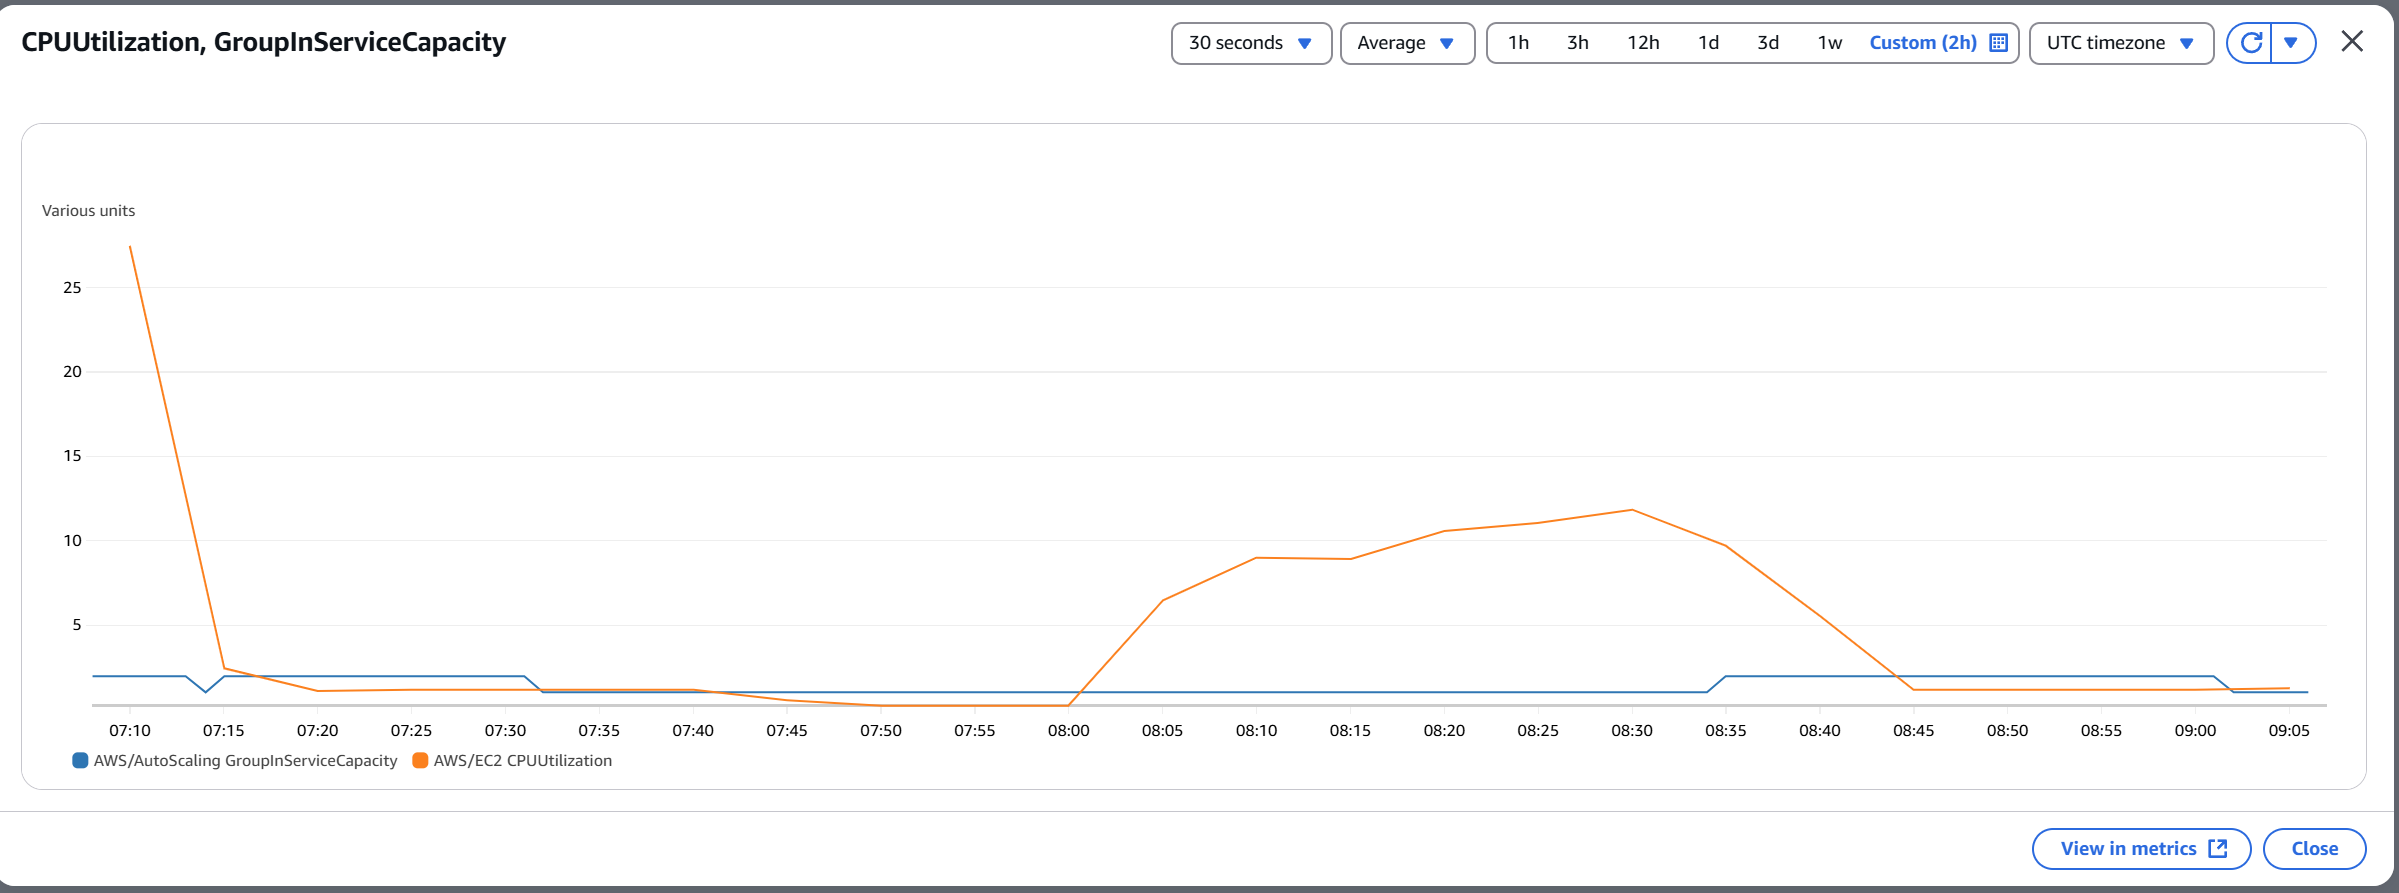 CPUUtilization, GroupInServiceCapacity
30 seconds Average 1h 3h 12h 1d 3d 1w Custom (2h) UTC timezone
Various units
25
20
15
10
5
07:10 07:15 07:20 07:25 07:30 07:35 07:40 07:45 07:50 07:55 08:00 08:05 08:10 08:15 08:20 08:25 08:30 08:35 08:40 08:45 08:50 08:55 09:00 09:05
AWS/AutoScaling GroupInServiceCapacity AWS/EC2 CPUUtilization
View in metrics Close